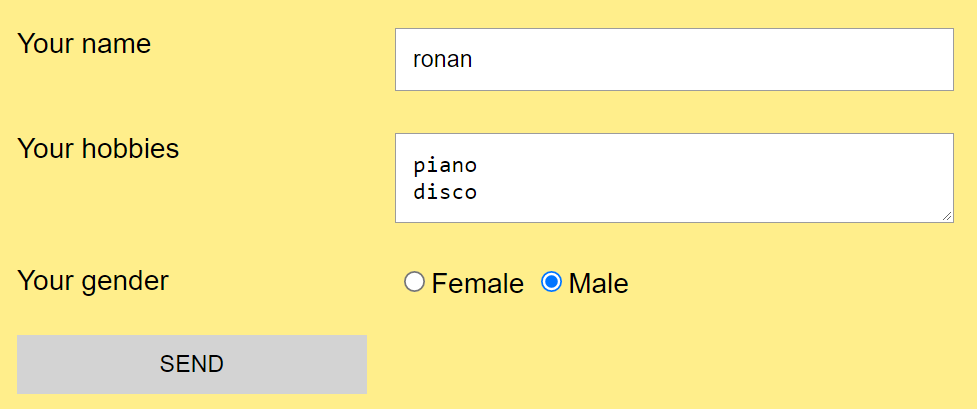 Your name
ronan
Your hobbies
piano
disco
Your gender
Female Male
SEND